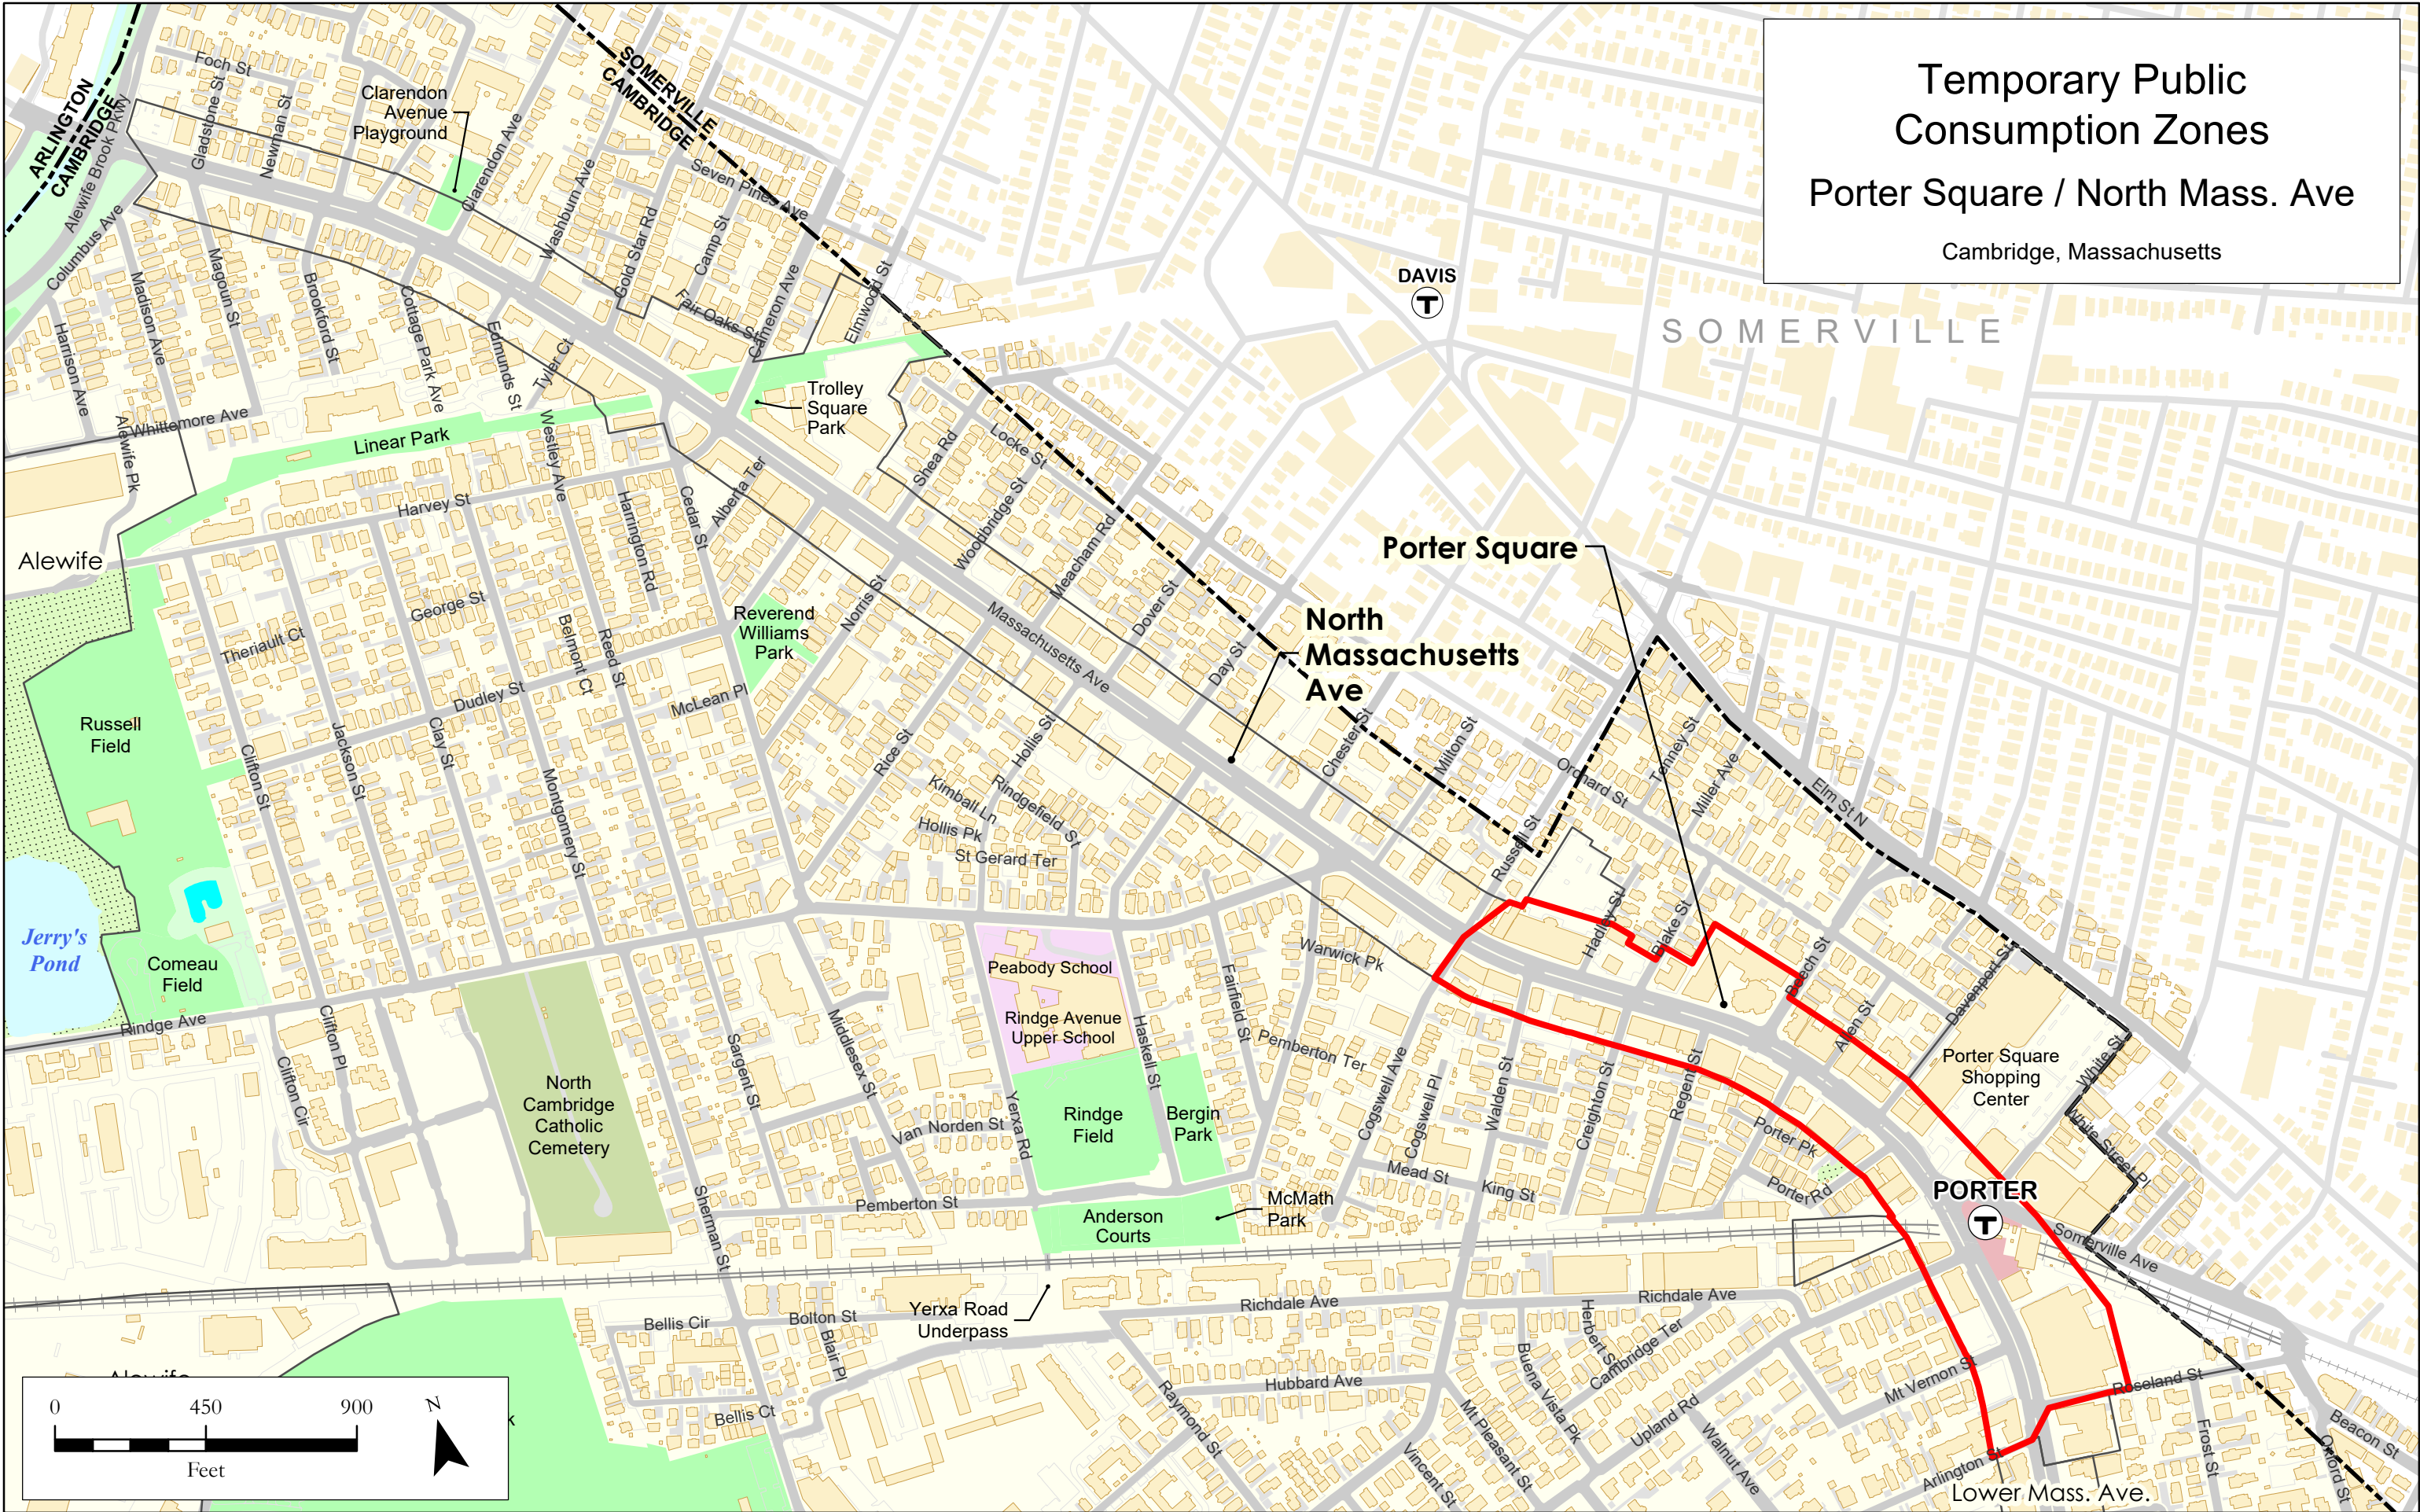 Temporary Public
Consumption Zones
Porter Square / North Mass. Ave
Cambridge, Massachusetts
ARLINGTON
CAMBRIDGE
SOMERVILLE
CAMBRIDGE
Foch St
Gladstone St
Newman St
Clarendon
Avenue
Playground
Clarendon Ave
Washburn Ave
Seven Pines Ave
Alewife Brook Pkwy
Columbus Ave
Gold Star Rd
Camp St
Fair Oaks St
Cameron Ave
Elmwood St
DAVIS
T
SOMERVILLE
Harrison Ave
Madison Ave
Magoun St
Brookford St
Cottage Park Ave
Edmunds St
Tyler Ct
Whittemore Ave
Alewife Pk
Linear Park
Westley Ave
Trolley
Square
Park
Shea Rd
Locke St
Harvey St
Harrington Rd
Cedar St
Alberta Ter
Woodbridge St
Meacham Rd
Dover St
Day St
Alewife
Porter Square
North
Massachusetts
Ave
Massachusetts Ave
George St
Theriault Ct
Belmont Ct
Reed St
Reverend
Williams
Park
Norris St
Dudley St
McLean Pl
Russell
Field
Clifton St
Jackson St
Clay St
Montgomery St
Rice St
Hollis St
Kimball Ln
Rindgefield St
Hollis Pk
St Gerard Ter
Chester St
Milton St
Russell St
Orchard St
Tenney St
Miller Ave
Elm St N
Jerry's
Pond
Comeau
Field
Rindge Ave
Peabody School
Rindge Avenue
Upper School
Warwick Pk
Hadley St
Blake St
Beech St
Allen St
Davenport St
Fairfield St
Haskell St
Pemberton Ter
Clifton Pl
Clifton Cir
North
Cambridge
Catholic
Cemetery
Sargent St
Middlesex St
Van Norden St
Yerxa Rd
Rindge
Field
Bergin
Park
Cogswell Ave
Cogswell Pl
Walden St
Creighton St
Regent St
Porter Pk
Porter Rd
Porter Square
Shopping
Center
White St
White Street Pl
Mead St
King St
PORTER
T
Somerville Ave
Sherman St
Pemberton St
Anderson
Courts
McMath
Park
Bellis Cir
Bolton St
Blair Pl
Yerxa Road
Underpass
Richdale Ave
Richdale Ave
Herbert St
Cambridge Ter
Buena Vista Pk
Hubbard Ave
Bellis Ct
Raymond St
Vincent St
Mt Pleasant St
Upland Rd
Walnut Ave
Mt Vernon St
Roseland St
Arlington St
Frost St
Oxford St
Beacon St
Lower Mass. Ave.
0 450 900
Feet
N